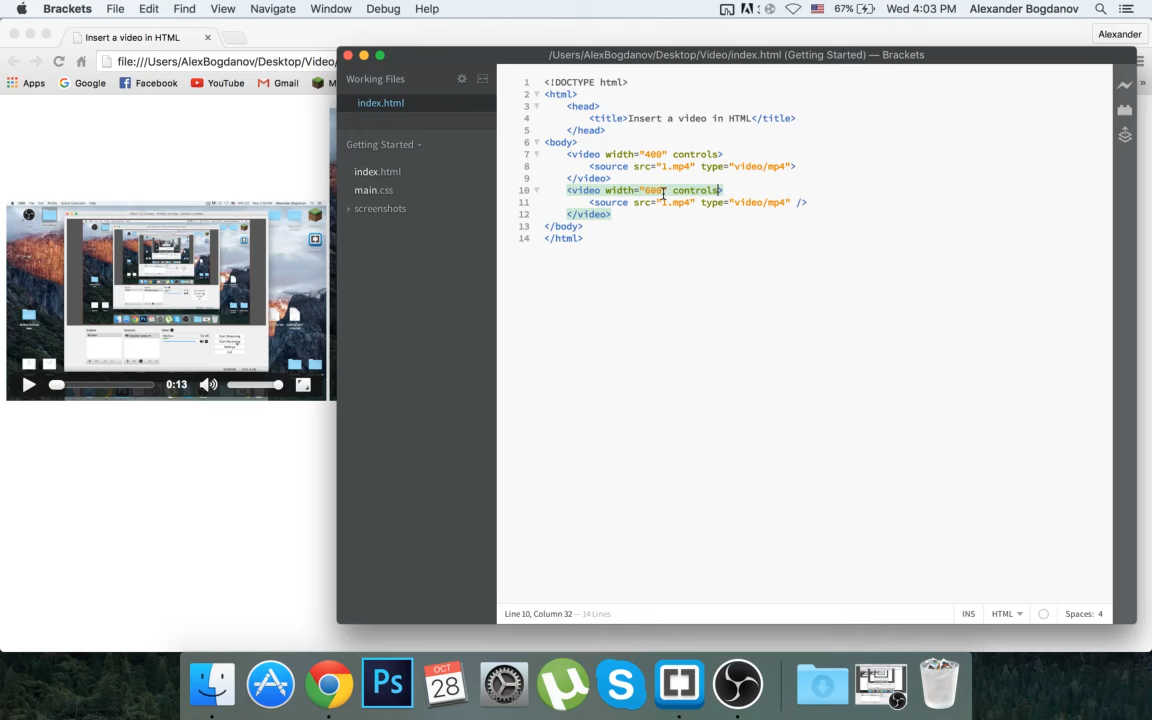 Brackets File Edit Find View Navigate Window Debug Help 67% Wed 4:03 PM Alexander Bogdanov
Insert a video in HTML
Alexander
file:///Users/AlexBogdanov/Desktop/Video/
Apps Google Facebook YouTube Gmail M
/Users/AlexBogdanov/Desktop/Video/index.html (Getting Started) — Brackets
Working Files
index.html
Getting Started
index.html
main.css
screenshots
1 <!DOCTYPE html>
2 <html>
3 <head>
4 <title>Insert a video in HTML</title>
5 </head>
6 <body>
7 <video width="400" controls>
8 <source src="1.mp4" type="video/mp4">
9 </video>
10 <video width="600" controls>
11 <source src="1.mp4" type="video/mp4" />
12 </video>
13 </body>
14 </html>
0:13
Line 10, Column 32 — 14 Lines
INS HTML Spaces: 4
Ps
OCT
28